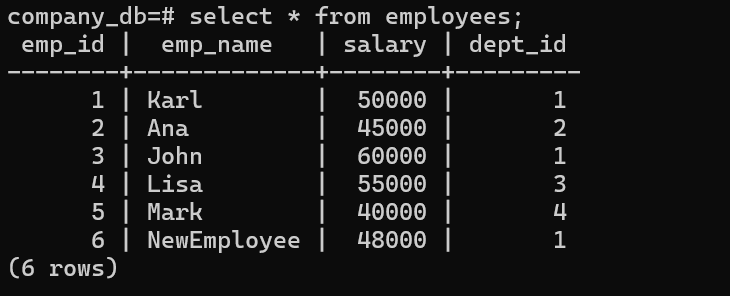 company_db=# select * from employees;
 emp_id |  emp_name   | salary | dept_id
--------+-------------+--------+---------
      1 | Karl        |  50000 |       1
      2 | Ana         |  45000 |       2
      3 | John        |  60000 |       1
      4 | Lisa        |  55000 |       3
      5 | Mark        |  40000 |       4
      6 | NewEmployee |  48000 |       1
(6 rows)